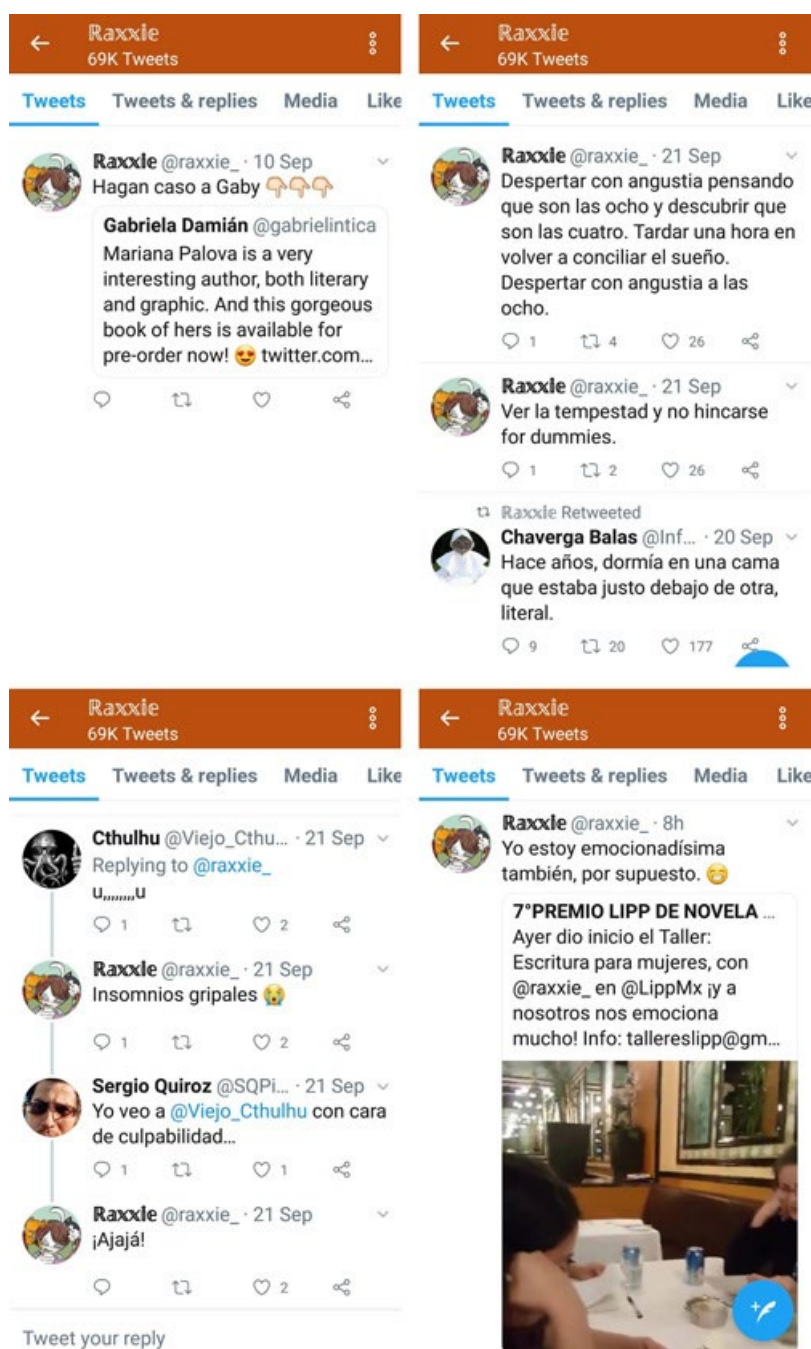 Raxxie
69K Tweets
Tweets Tweets & replies Media Like
Raxxie @raxxie_ · 10 Sep
Hagan caso a Gaby 👇🏻👇🏻👇🏻
Gabriela Damián @gabrielintica
Mariana Palova is a very
interesting author, both literary
and graphic. And this gorgeous
book of hers is available for
pre-order now! 😍 twitter.com...
Raxxie
69K Tweets
Tweets Tweets & replies Media Like
Raxxie @raxxie_ · 21 Sep
Despertar con angustia pensando
que son las ocho y descubrir que
son las cuatro. Tardar una hora en
volver a conciliar el sueño.
Despertar con angustia a las
ocho.
1 4 26
Raxxie @raxxie_ · 21 Sep
Ver la tempestad y no hincarse
for dummies.
1 2 26
Raxxie Retweeted
Chaverga Balas @Inf... · 20 Sep
Hace años, dormía en una cama
que estaba justo debajo de otra,
literal.
9 20 177
Raxxie
69K Tweets
Tweets Tweets & replies Media Like
Cthulhu @Viejo_Cthu... · 21 Sep
Replying to @raxxie_
u,,,,,,,,u
1 2
Raxxie @raxxie_ · 21 Sep
Insomnios gripales 😭
1 2
Sergio Quiroz @SQPi... · 21 Sep
Yo veo a @Viejo_Cthulhu con cara
de culpabilidad...
1 1
Raxxie @raxxie_ · 21 Sep
¡Ajajá!
2
Tweet your reply
Raxxie
69K Tweets
Tweets Tweets & replies Media Like
Raxxie @raxxie_ · 8h
Yo estoy emocionadísima
también, por supuesto. 😁
7°PREMIO LIPP DE NOVELA ...
Ayer dio inicio el Taller:
Escritura para mujeres, con
@raxxie_ en @LippMx ¡y a
nosotros nos emociona
mucho! Info: tallereslipp@gm...